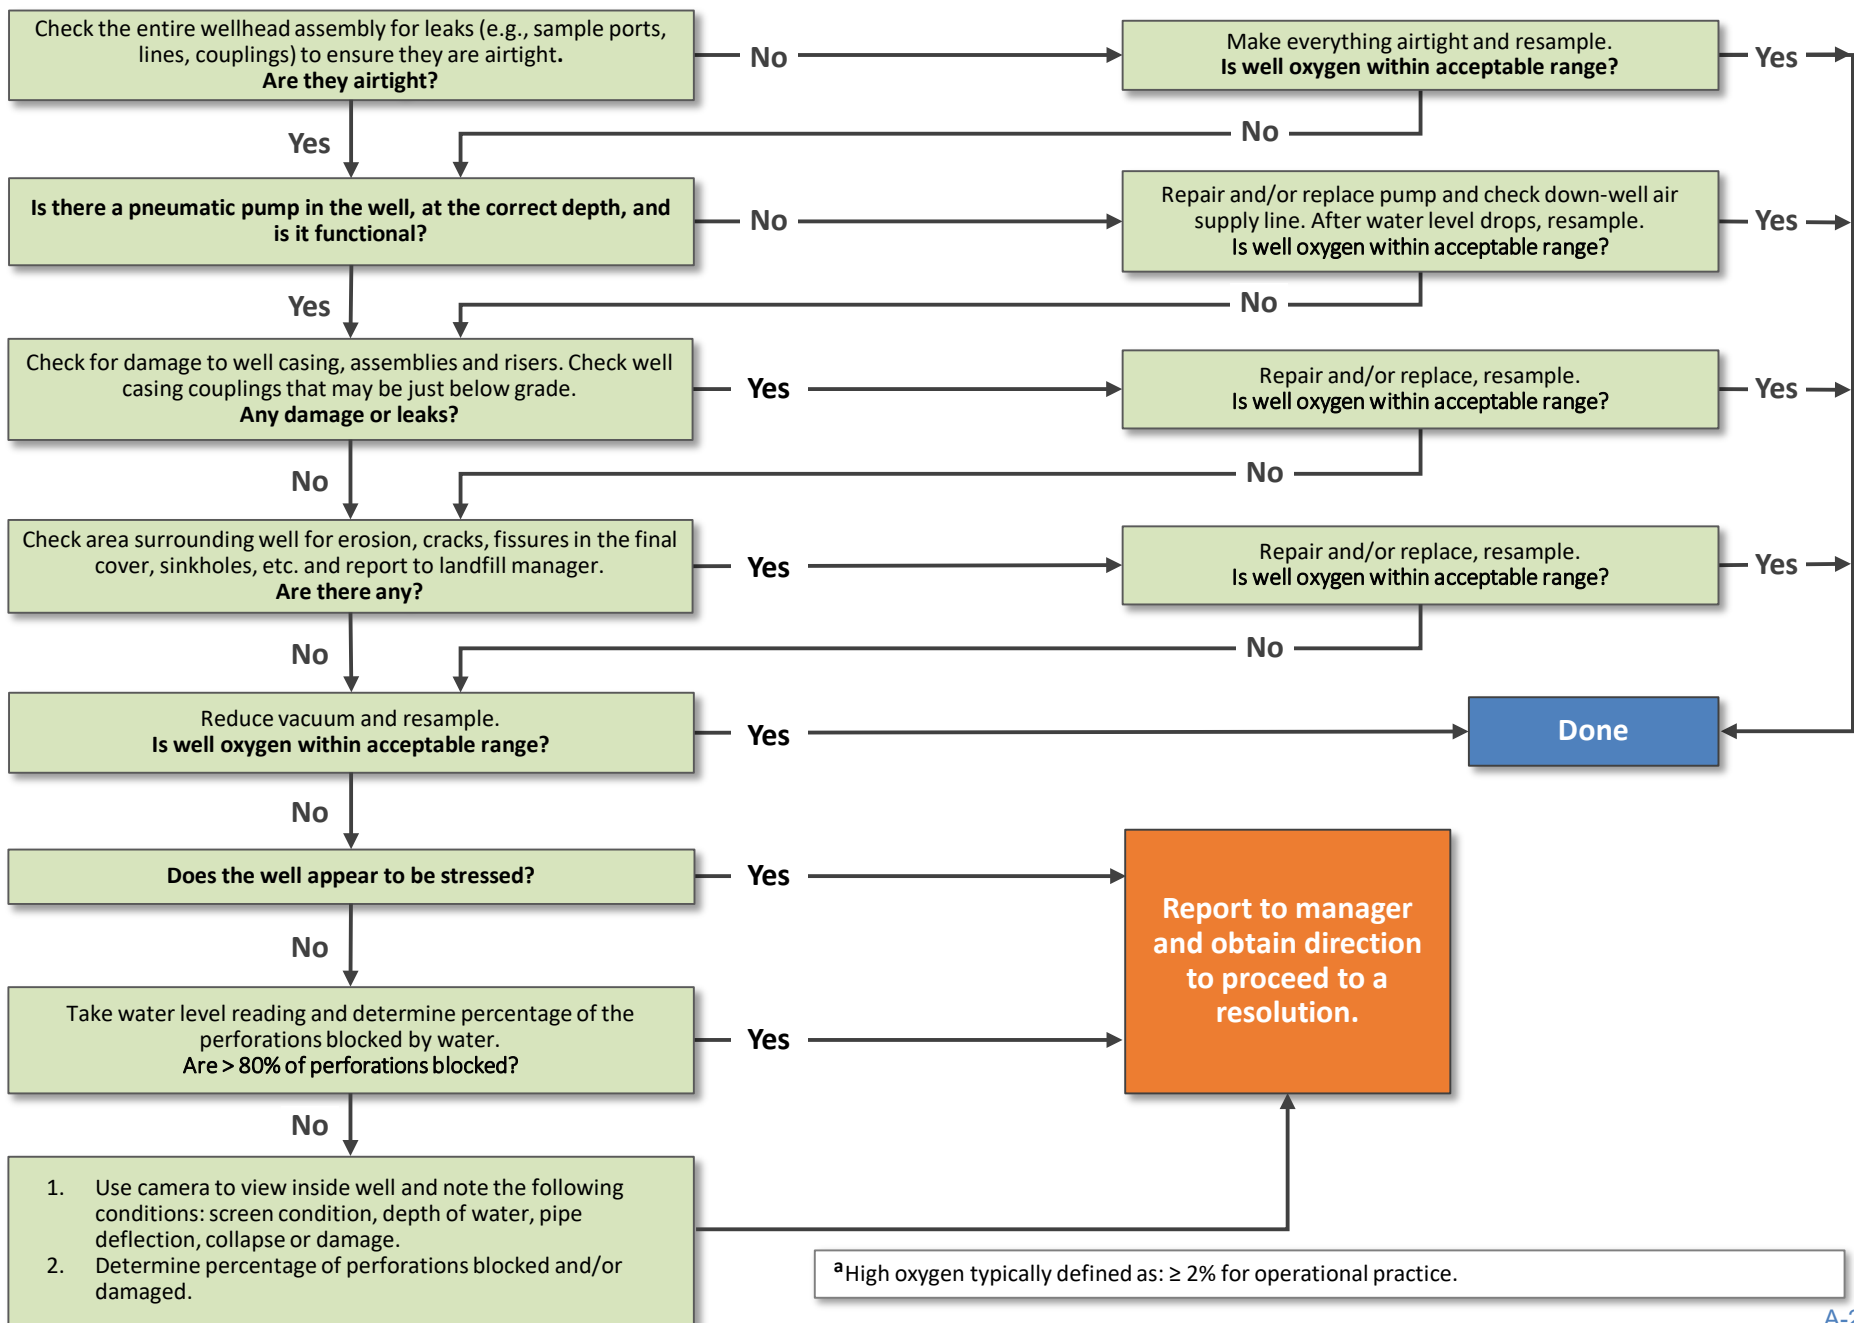 Check the entire wellhead assembly for leaks (e.g., sample ports,
lines, couplings) to ensure they are airtight.
Are they airtight?
No
Make everything airtight and resample.
Is well oxygen within acceptable range?
Yes
Yes
No
Is there a pneumatic pump in the well, at the correct depth, and
is it functional?
No
Repair and/or replace pump and check down-well air
supply line. After water level drops, resample.
Is well oxygen within acceptable range?
Yes
Yes
No
Check for damage to well casing, assemblies and risers. Check well
casing couplings that may be just below grade.
Any damage or leaks?
Yes
Repair and/or replace, resample.
Is well oxygen within acceptable range?
Yes
No
No
Check area surrounding well for erosion, cracks, fissures in the final
cover, sinkholes, etc. and report to landfill manager.
Are there any?
Yes
Repair and/or replace, resample.
Is well oxygen within acceptable range?
Yes
No
No
Reduce vacuum and resample.
Is well oxygen within acceptable range?
Yes
Done
No
Does the well appear to be stressed?
Yes
Report to manager
and obtain direction
to proceed to a
resolution.
No
Take water level reading and determine percentage of the
perforations blocked by water.
Are > 80% of perforations blocked?
Yes
No
1. Use camera to view inside well and note the following
conditions: screen condition, depth of water, pipe
deflection, collapse or damage.
2. Determine percentage of perforations blocked and/or
damaged.
a High oxygen typically defined as: ≥ 2% for operational practice.